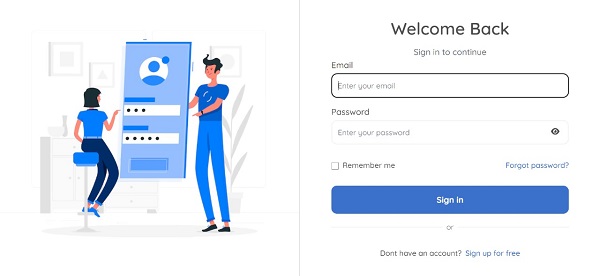 Welcome Back
Sign in to continue
Email
Enter your email
Password
Enter your password
Remember me Forgot password?
Sign in
or
Dont have an account? Sign up for free